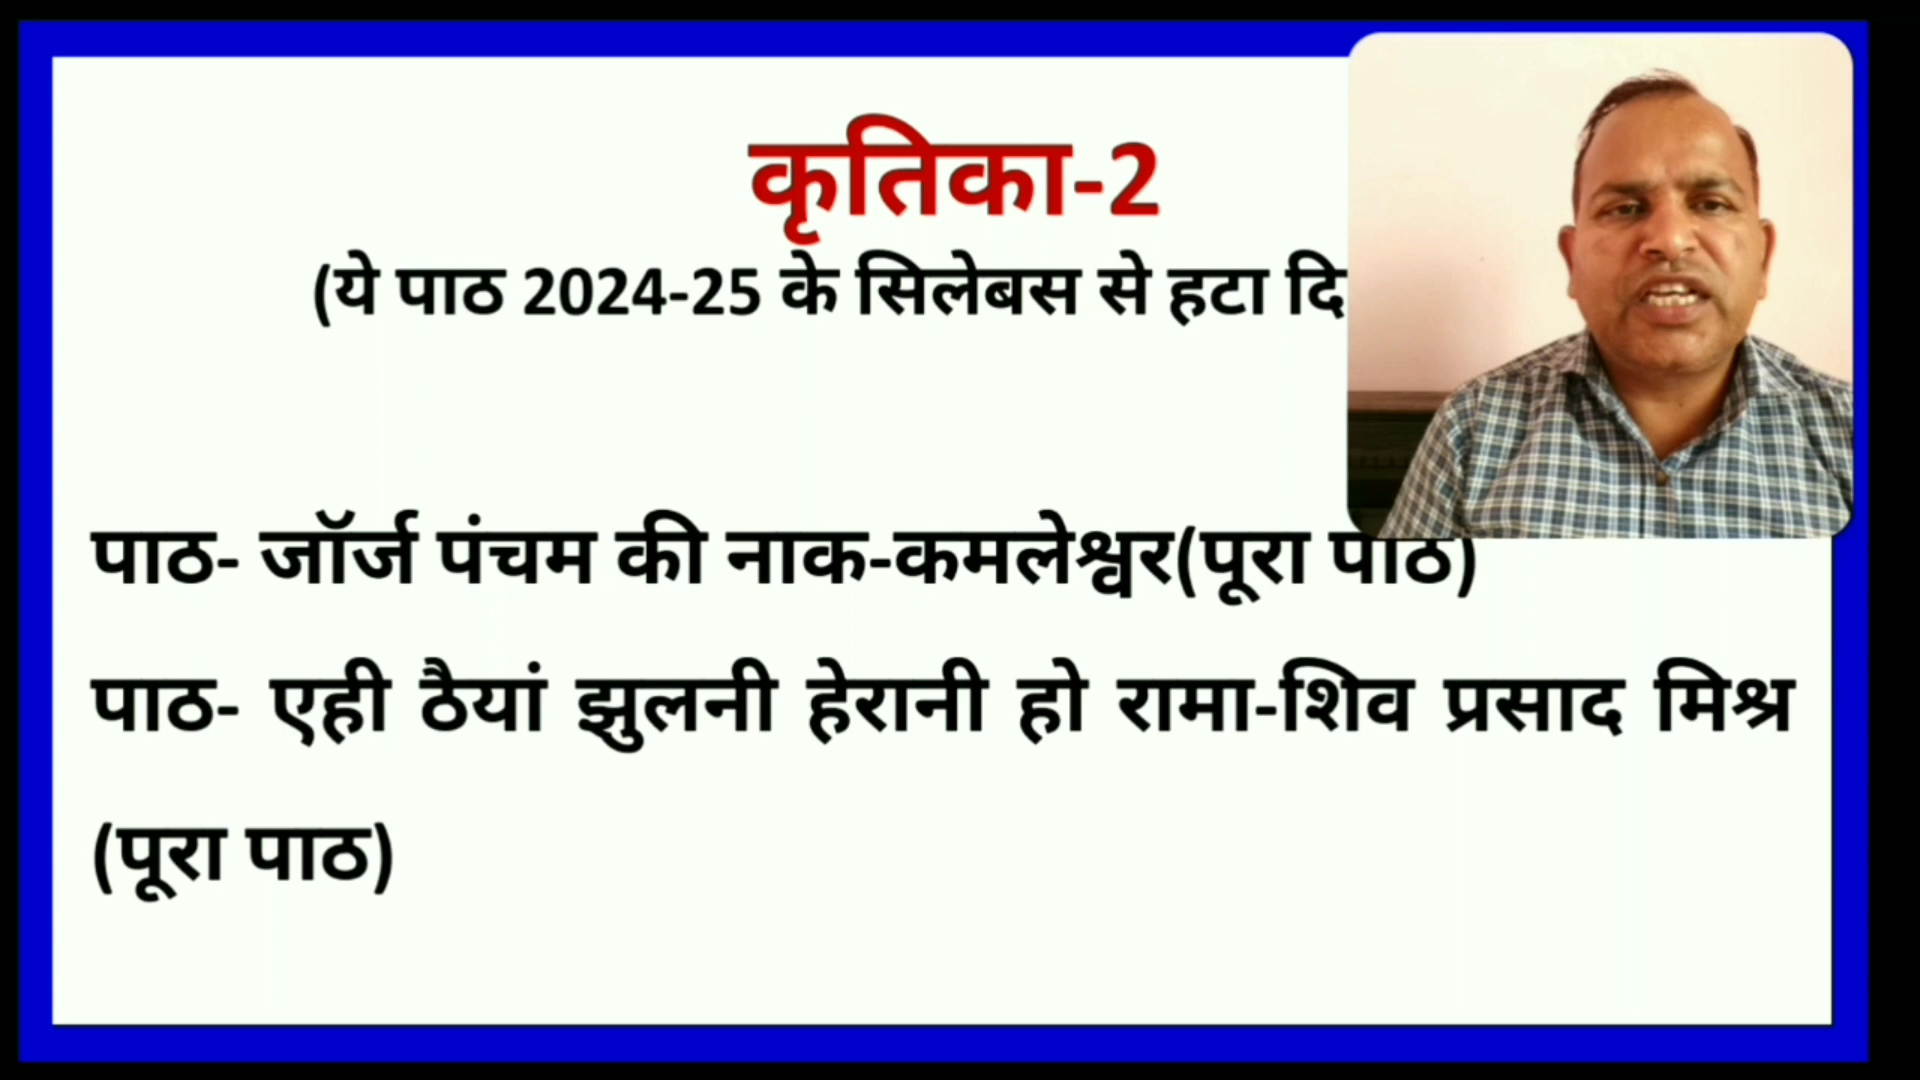 कृतिका-2
(ये पाठ 2024-25 के सिलेबस से हटा
पाठ- जॉर्ज पंचम की नाक-कमलेश्वर(पूरा पाठ)
पाठ- एही ठैयां झुलनी हेरानी हो रामा-शिव प्रसाद मिश्र
(पूरा पाठ)